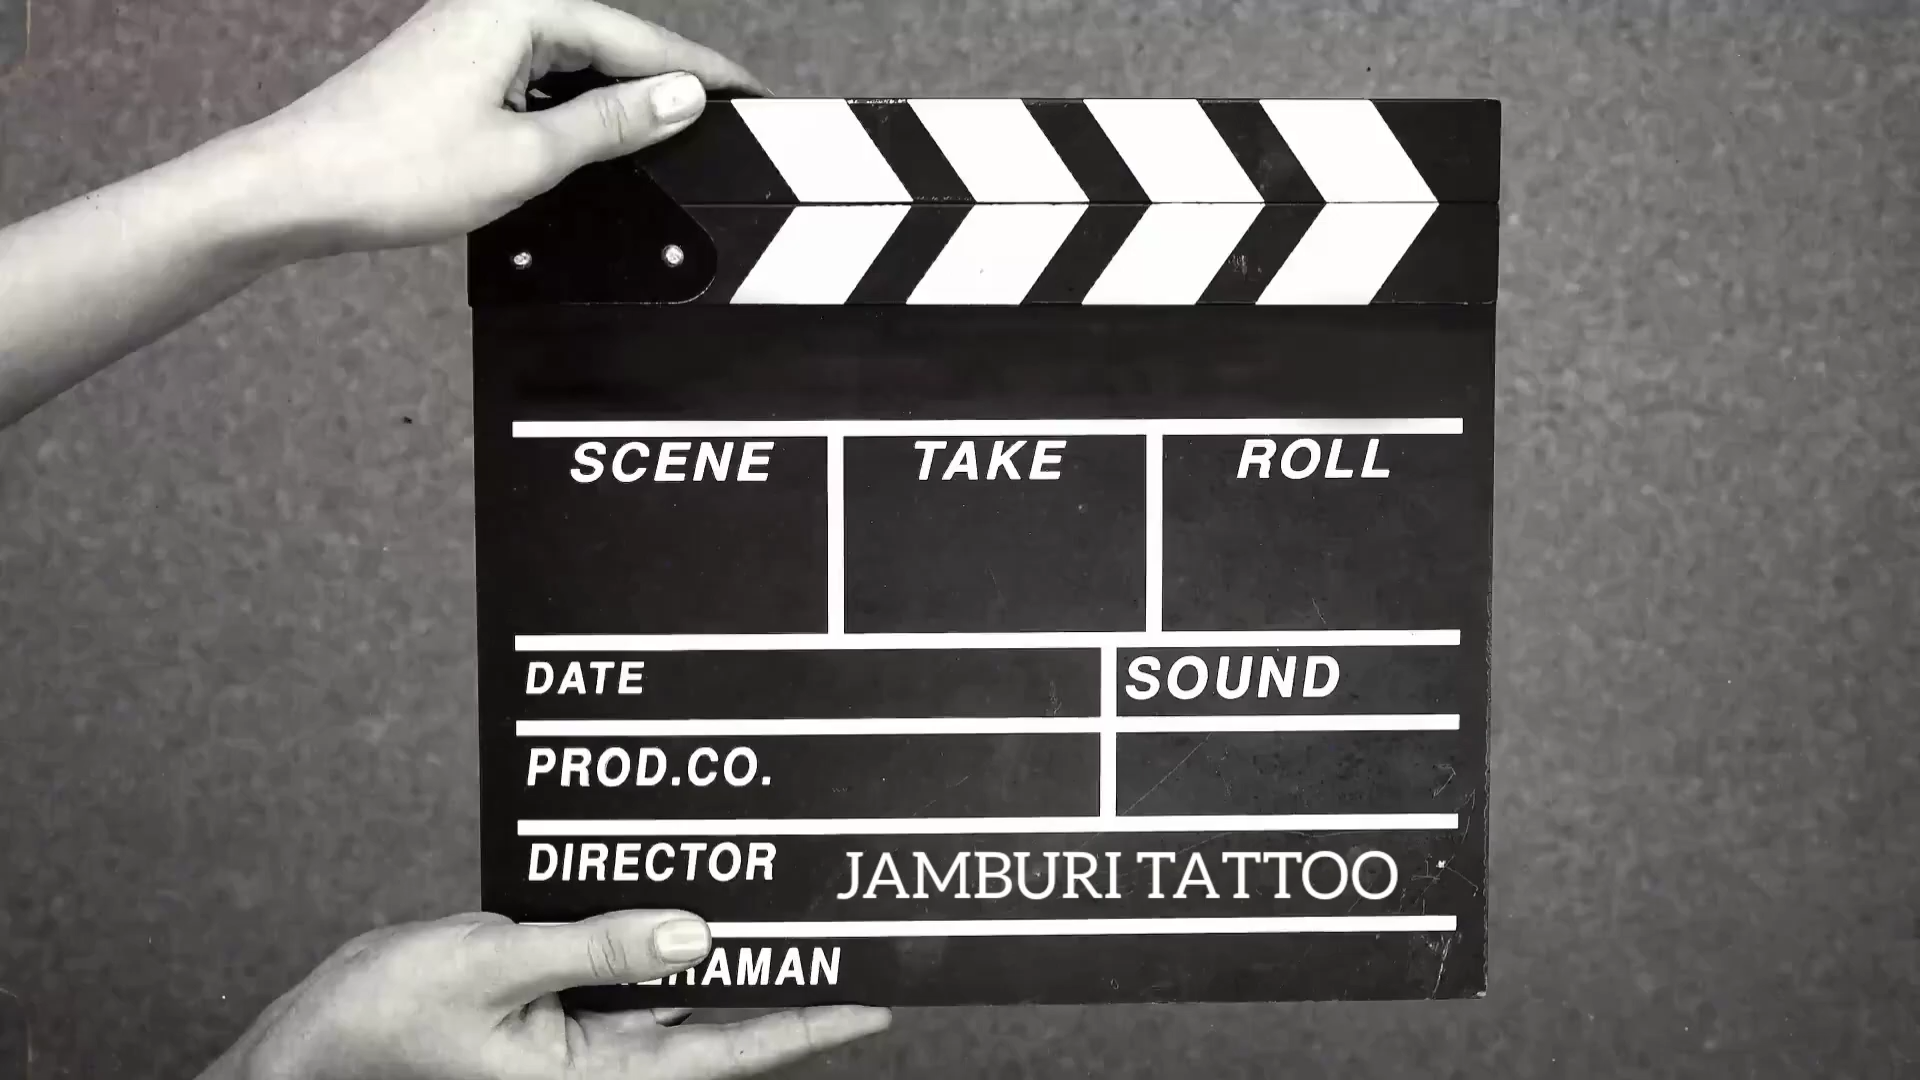 SCENE TAKE ROLL
DATE SOUND
PROD.CO.
DIRECTOR JAMBURI TATTOO